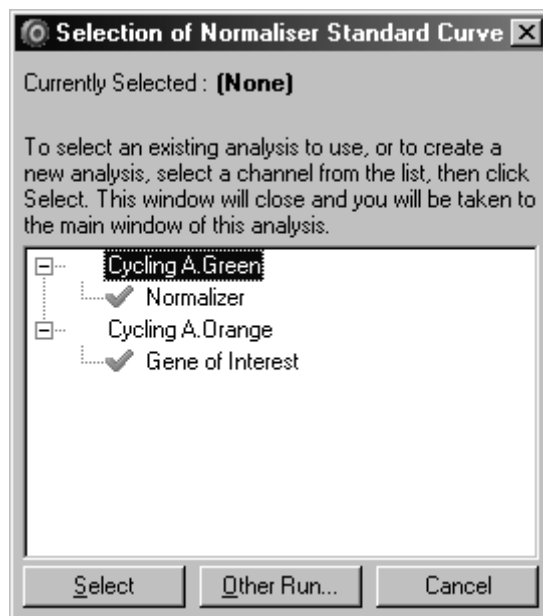 Selection of Normaliser Standard Curve
Currently Selected : (None)
To select an existing analysis to use, or to create a
new analysis, select a channel from the list, then click
Select. This window will close and you will be taken to
the main window of this analysis.
Cycling A.Green
Normalizer
Cycling A.Orange
Gene of Interest
Select Other Run... Cancel